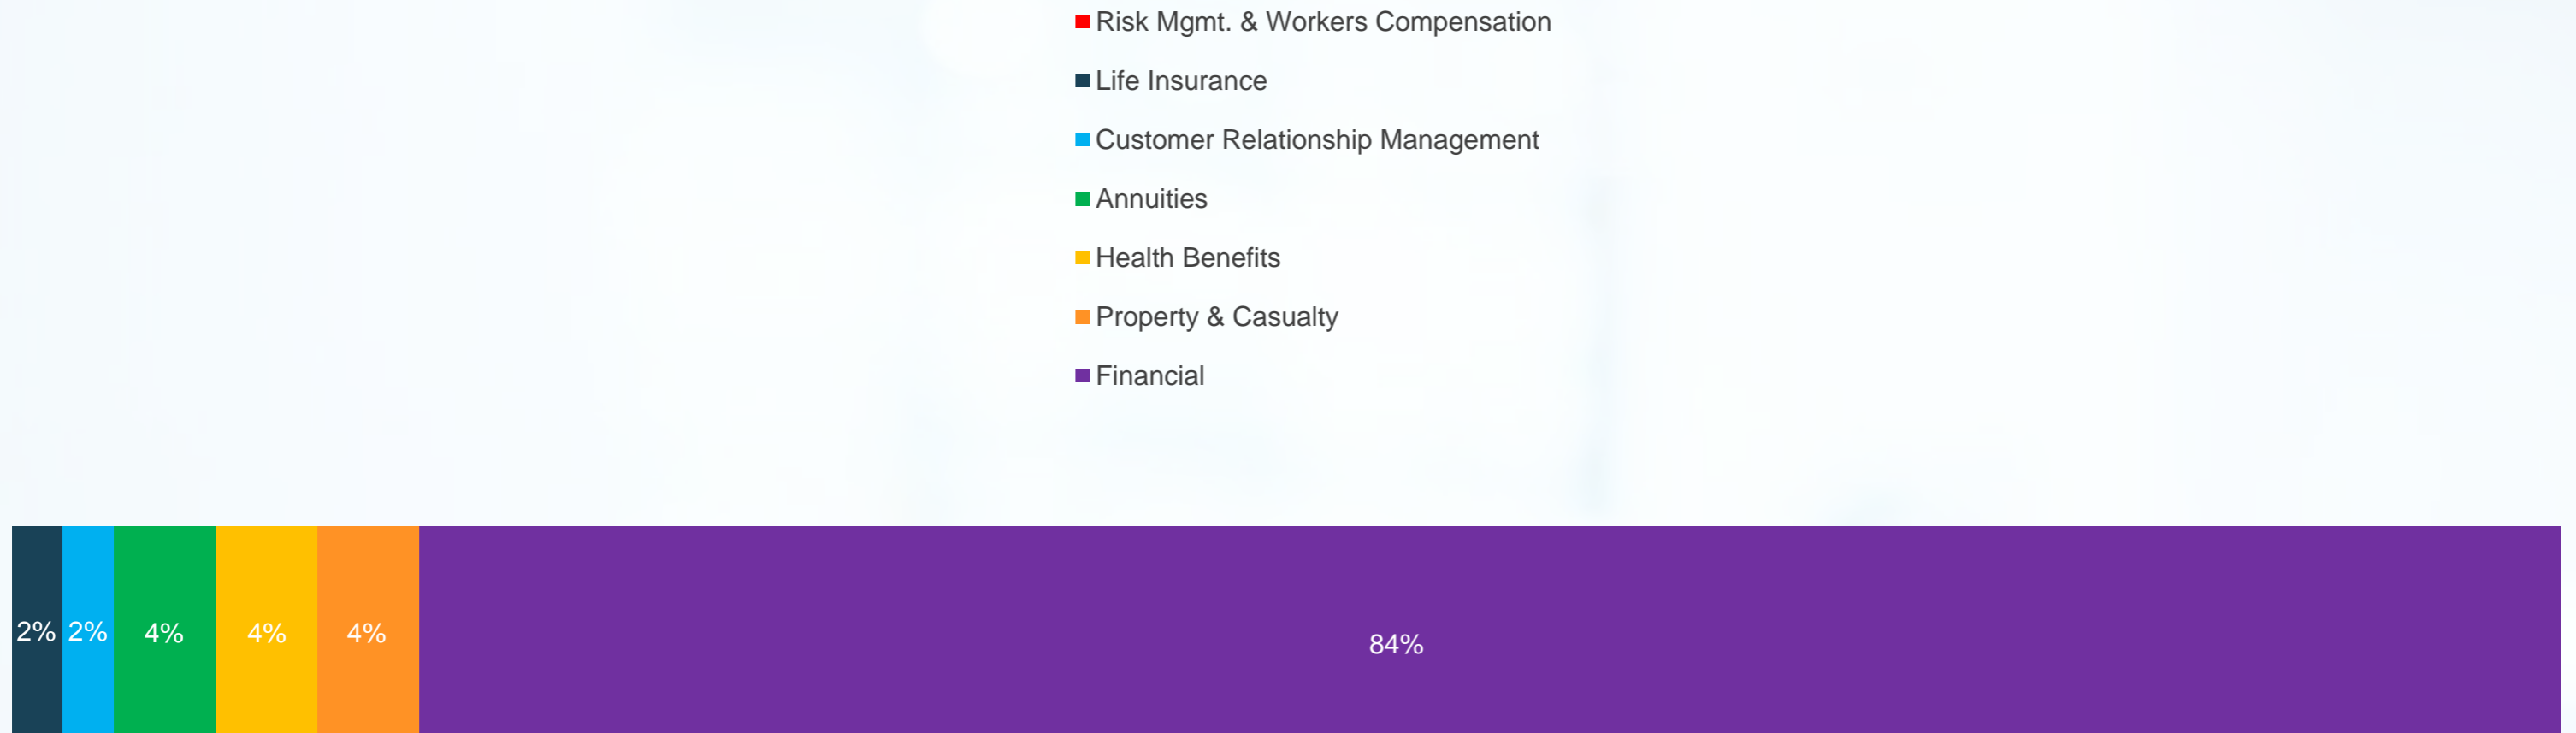 Risk Mgmt. & Workers Compensation
Life Insurance
Customer Relationship Management
Annuities
Health Benefits
Property & Casualty
Financial
2% 2% 4% 4% 4% 84%